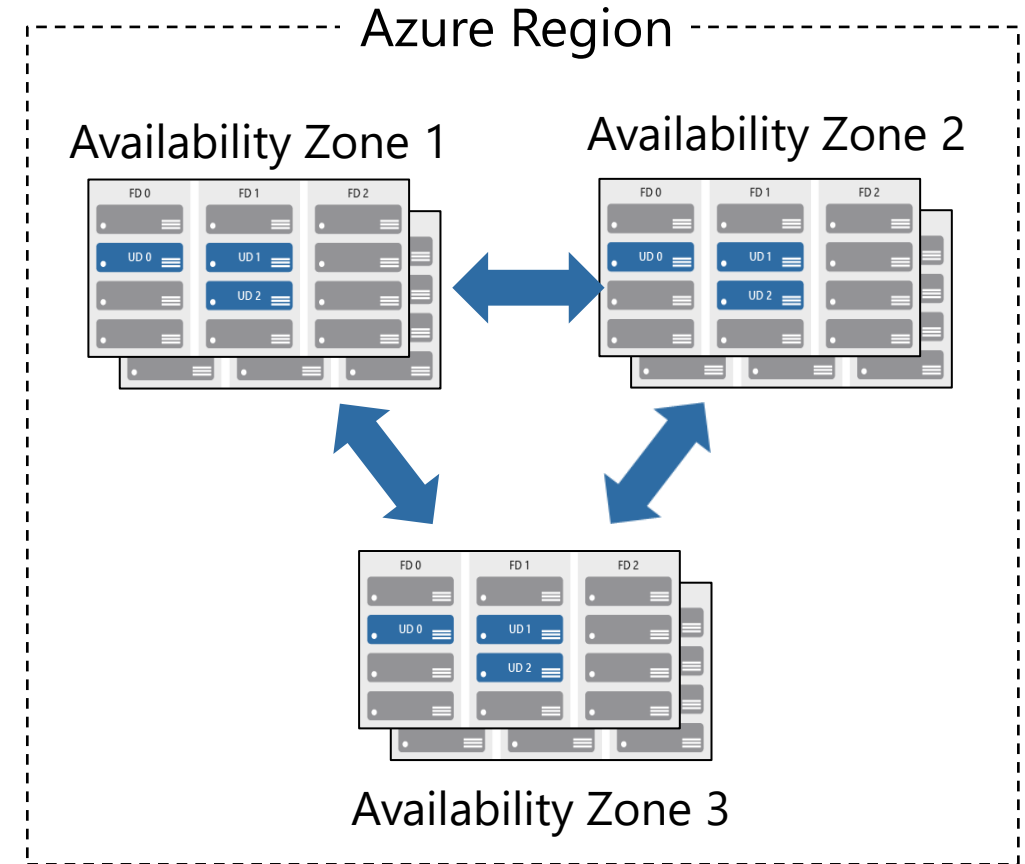 Azure Region
Availability Zone 1
FD 0 FD 1 FD 2
UD 0 UD 1
UD 2
Availability Zone 2
FD 0 FD 1 FD 2
UD 0 UD 1
UD 2
FD 0 FD 1 FD 2
UD 0 UD 1
UD 2
Availability Zone 3